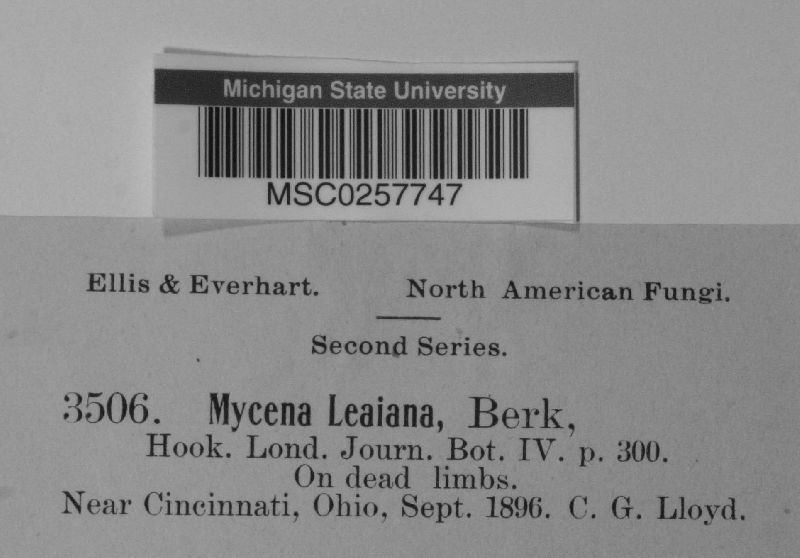 Michigan State University
MSC0257747
Ellis & Everhart. North American Fungi.
Second Series.
3506. Mycena Leaiana, Berk,
Hook. Lond. Journ. Bot. IV. p. 300.
On dead limbs.
Near Cincinnati, Ohio, Sept. 1896. C. G. Lloyd.